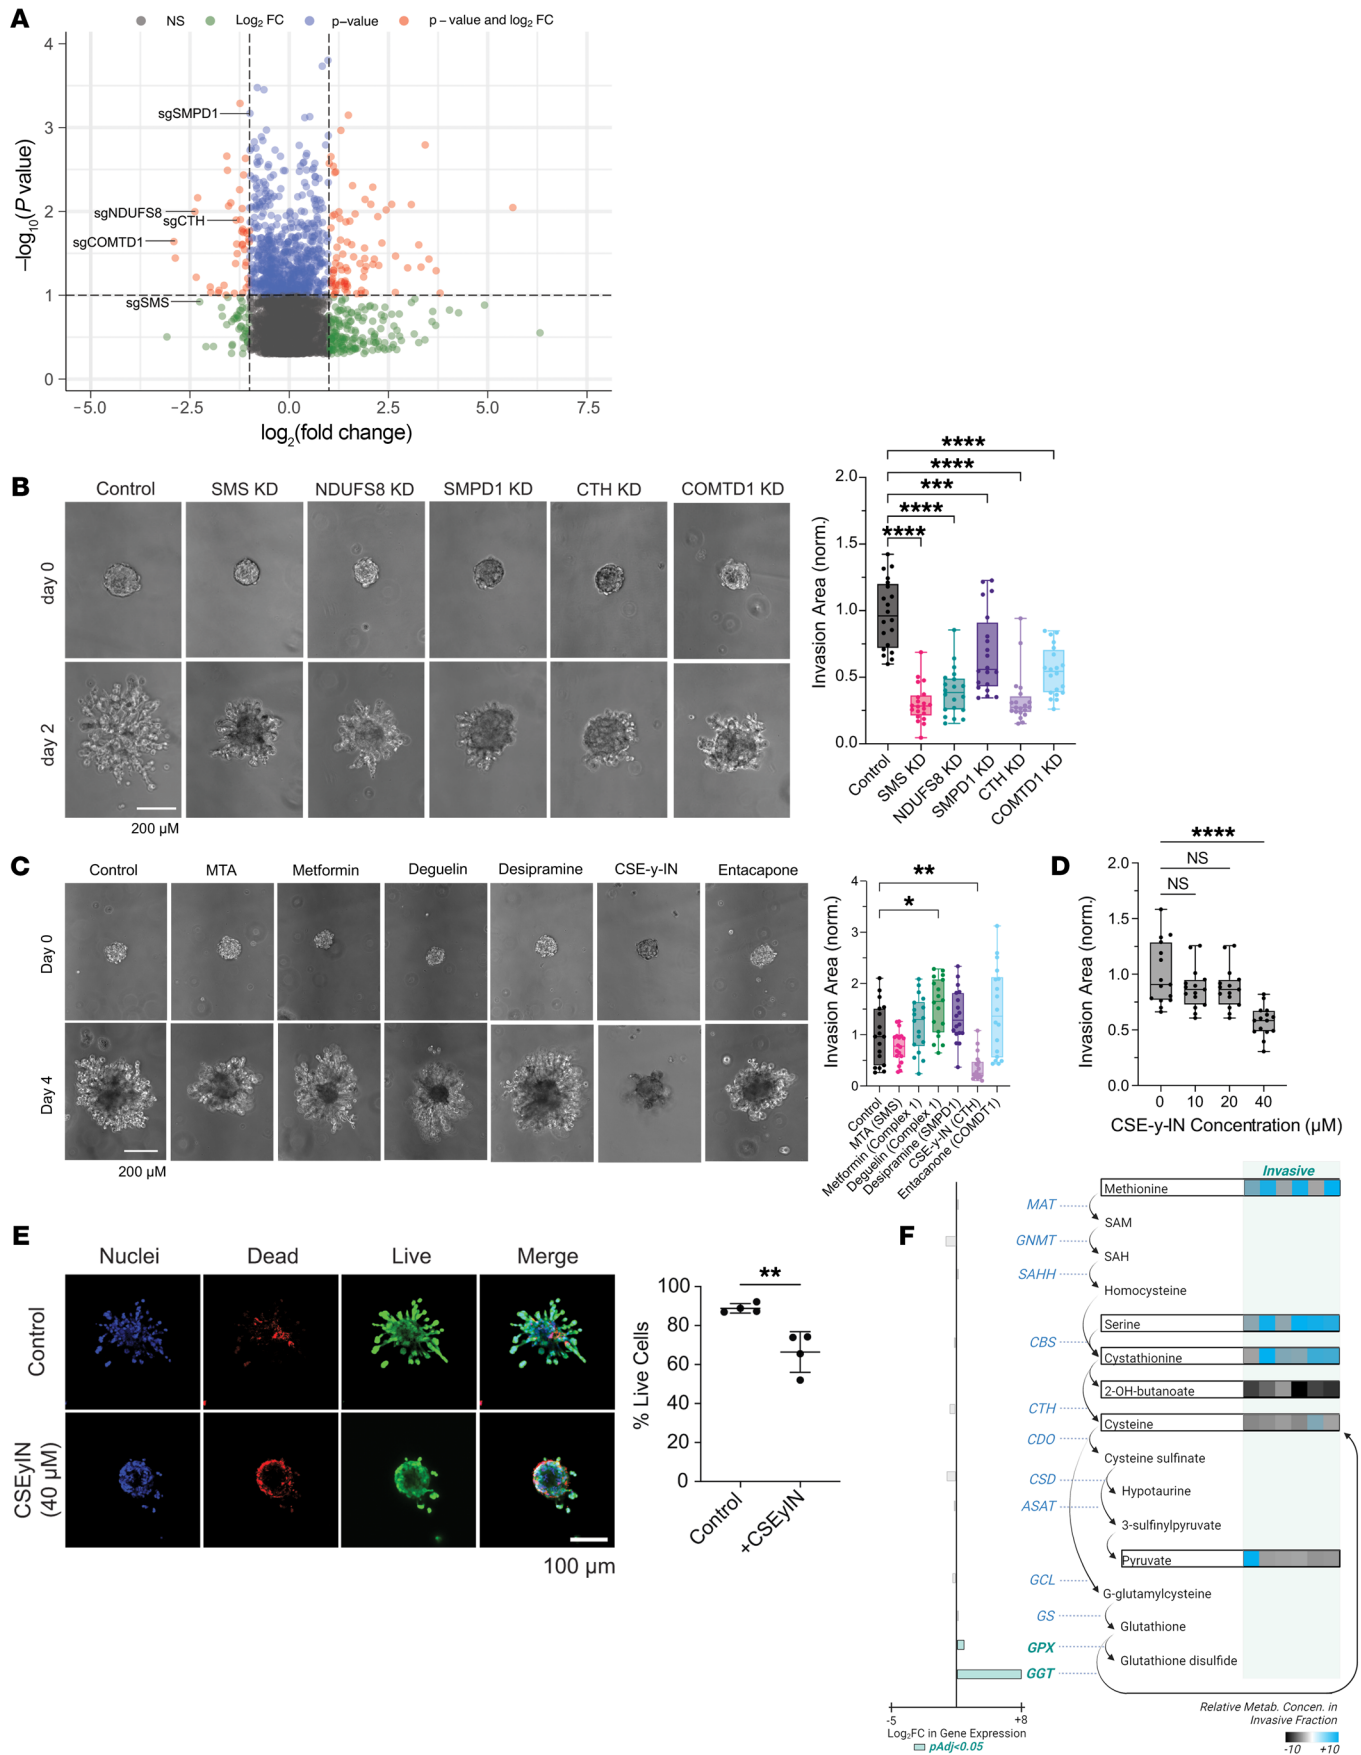 A
NS
Log2 FC
p-value
p - value and log2 FC
4
3
2
1
0
–log10(P value)
sgSMPD1
sgNDUFS8
sgCTH
sgCOMTD1
sgSMS
−5.0
−2.5
0.0
2.5
5.0
7.5
log2(fold change)
B
Control
SMS KD
NDUFS8 KD
SMPD1 KD
CTH KD
COMTD1 KD
day 0
day 2
200 µM
****
****
***
****
****
2.0
1.5
1.0
0.5
0.0
Invasion Area (norm.)
Control
SMS KD
NDUFS8 KD
SMPD1 KD
CTH KD
COMTD1 KD
C
Control
MTA
Metformin
Deguelin
Desipramine
CSE-y-IN
Entacapone
Day 0
Day 4
200 µM
**
*
4
3
2
1
0
Invasion Area (norm.)
Control
MTA (SMS)
Metformin (Complex 1)
Deguelin (Complex 1)
Desipramine (SMPD1)
CSE-y-IN (CTH)
Entacapone (COMDT1)
D
****
NS
NS
2.0
1.5
1.0
0.5
0.0
Invasion Area (norm.)
0
10
20
40
CSE-y-IN Concentration (µM)
E
Nuclei
Dead
Live
Merge
Control
CSEyIN
(40 µM)
100 µm
**
100
80
60
40
20
0
% Live Cells
Control
+CSEyIN
F
Invasive
MAT
GNMT
SAHH
CBS
CTH
CDO
CSD
ASAT
GCL
GS
GPX
GGT
Methionine
SAM
SAH
Homocysteine
Serine
Cystathionine
2-OH-butanoate
Cysteine
Cysteine sulfinate
Hypotaurine
3-sulfinylpyruvate
Pyruvate
G-glutamylcysteine
Glutathione
Glutathione disulfide
-5
+8
Log2FC in Gene Expression
pAdj<0.05
Relative Metab. Concen. in
Invasive Fraction
-10
+10